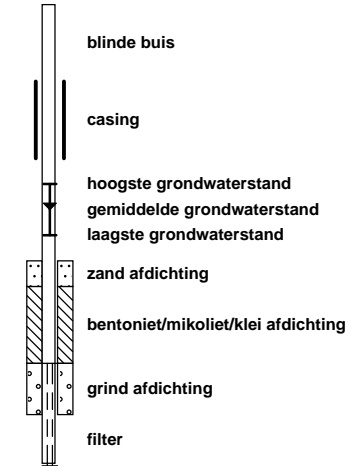 blinde buis
casing
hoogste grondwaterstand
gemiddelde grondwaterstand
laagste grondwaterstand
zand afdichting
bentoniet/mikoliet/klei afdichting
grind afdichting
filter